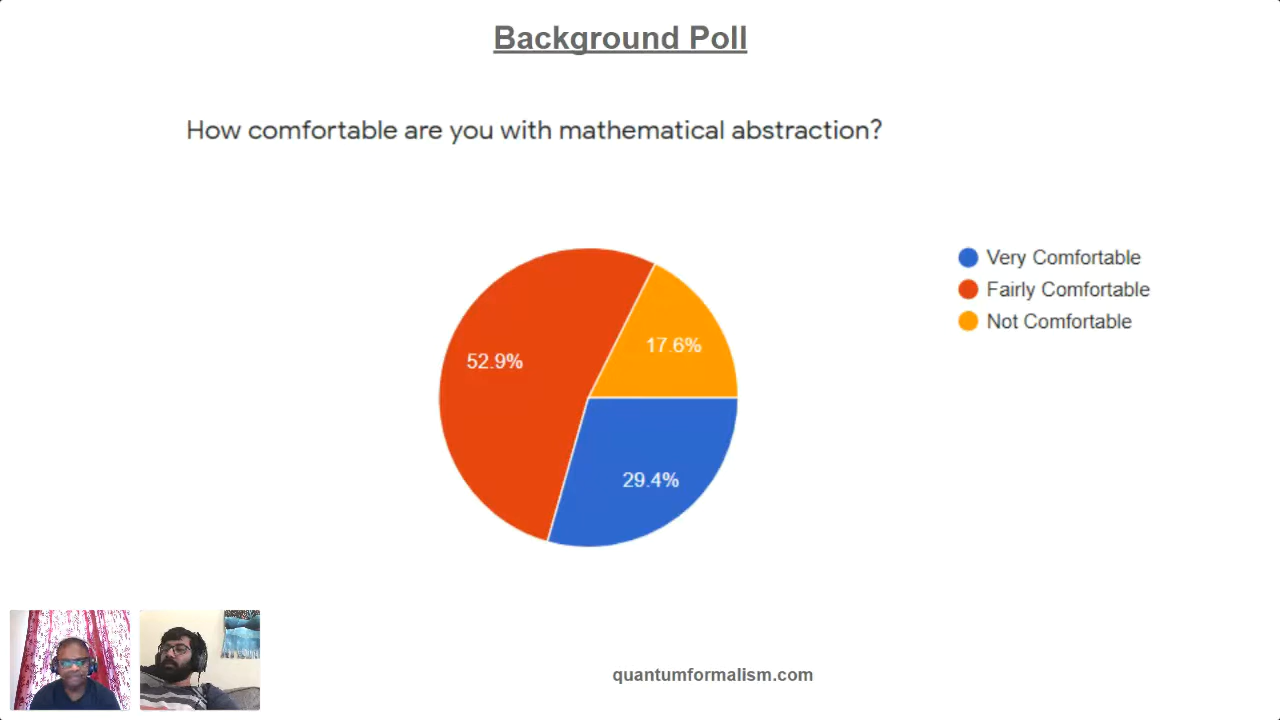 Background Poll
How comfortable are you with mathematical abstraction?
Very Comfortable
Fairly Comfortable
Not Comfortable
17.6%
52.9%
29.4%
quantumformalism.com